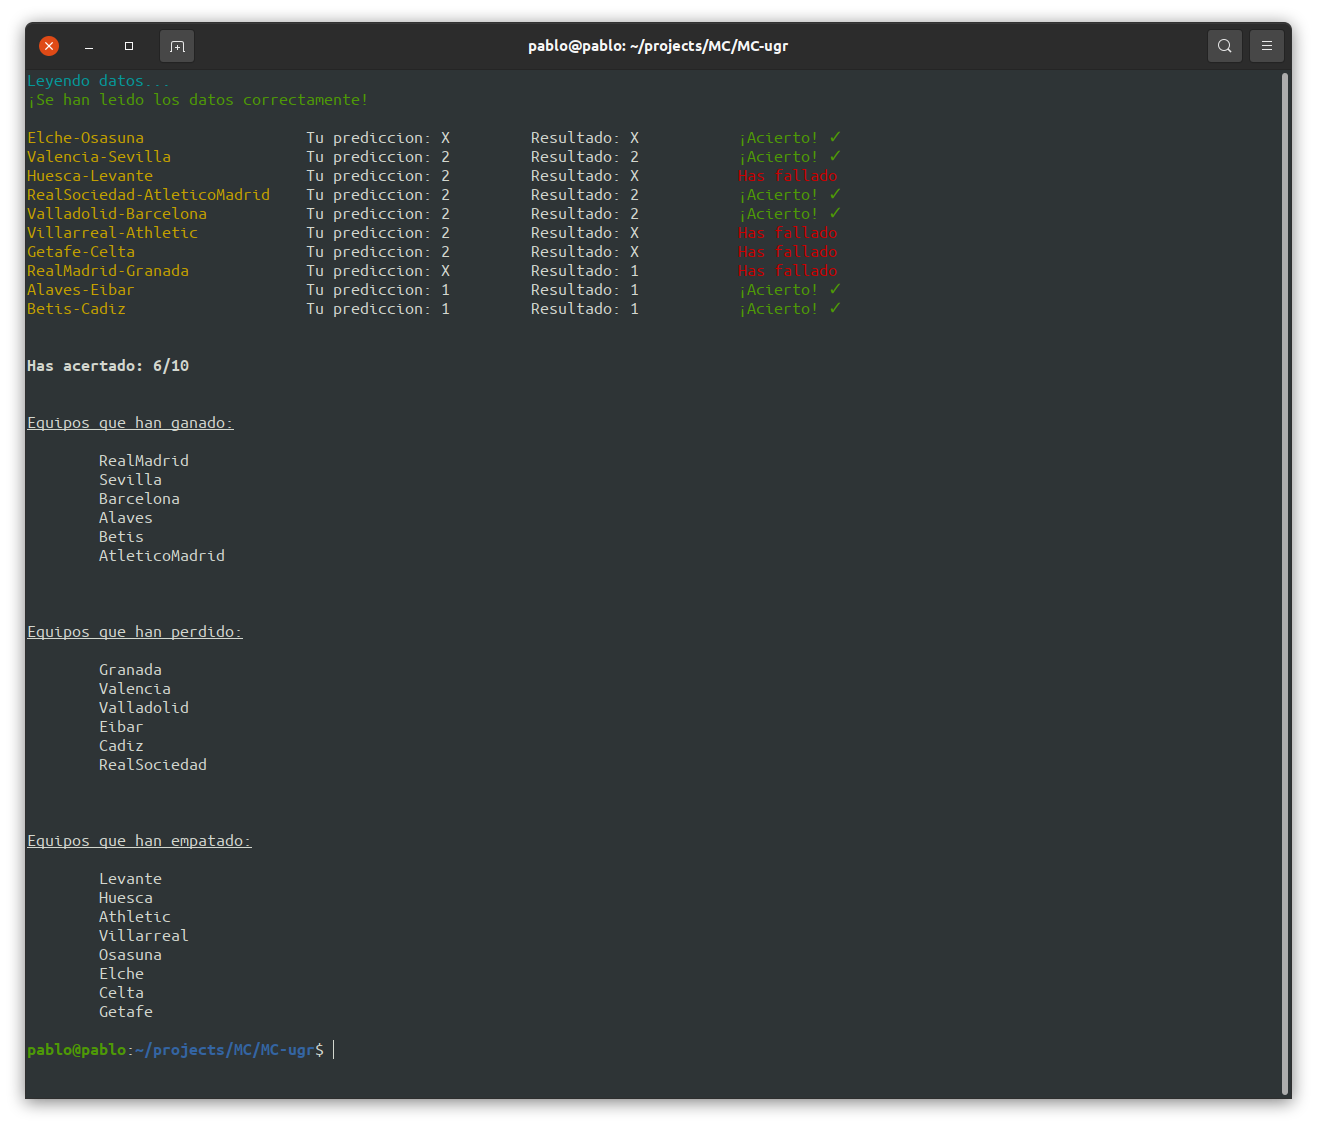 pablo@pablo: ~/projects/MC/MC-ugr
Leyendo datos...
¡Se han leido los datos correctamente!
Elche-Osasuna Tu prediccion: X Resultado: X ¡Acierto! ✓
Valencia-Sevilla Tu prediccion: 2 Resultado: 2 ¡Acierto! ✓
Huesca-Levante Tu prediccion: 2 Resultado: X Has fallado
RealSociedad-AtleticoMadrid Tu prediccion: 2 Resultado: 2 ¡Acierto! ✓
Valladolid-Barcelona Tu prediccion: 2 Resultado: 2 ¡Acierto! ✓
Villarreal-Athletic Tu prediccion: 2 Resultado: X Has fallado
Getafe-Celta Tu prediccion: 2 Resultado: X Has fallado
RealMadrid-Granada Tu prediccion: X Resultado: 1 Has fallado
Alaves-Eibar Tu prediccion: 1 Resultado: 1 ¡Acierto! ✓
Betis-Cadiz Tu prediccion: 1 Resultado: 1 ¡Acierto! ✓
Has acertado: 6/10
Equipos que han ganado:
RealMadrid
Sevilla
Barcelona
Alaves
Betis
AtleticoMadrid
Equipos que han perdido:
Granada
Valencia
Valladolid
Eibar
Cadiz
RealSociedad
Equipos que han empatado:
Levante
Huesca
Athletic
Villarreal
Osasuna
Elche
Celta
Getafe
pablo@pablo:~/projects/MC/MC-ugr$